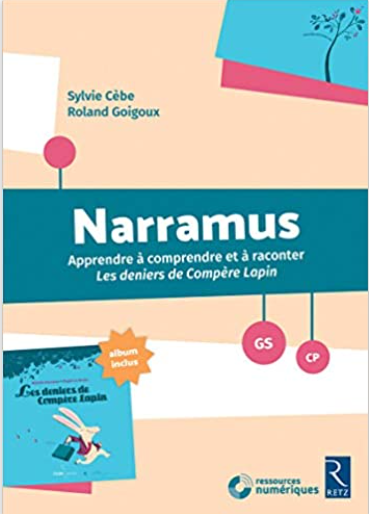 Sylvie Cèbe
Roland Goigoux
Narramus
Apprendre à comprendre et à raconter
Les deniers de Compère Lapin
GS
CP
album
inclus
Les deniers de
Compère Lapin
ressources
numériques
R
RETZ